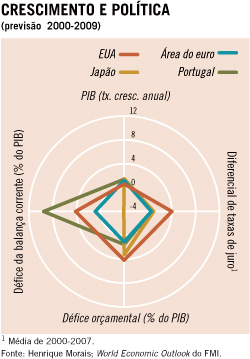 CRESCIMENTO E POLÍTICA
(previsão 2000-2009)
EUA
Área do euro
Japão
Portugal
PIB (tx. cresc. anual)
12
8
4
0
-4
Défice da balança corrente (% do PIB)
Diferencial de taxas de juro¹
Défice orçamental (% do PIB)
¹ Média de 2000-2007.
Fonte: Henrique Morais; World Economic Outlook do FMI.